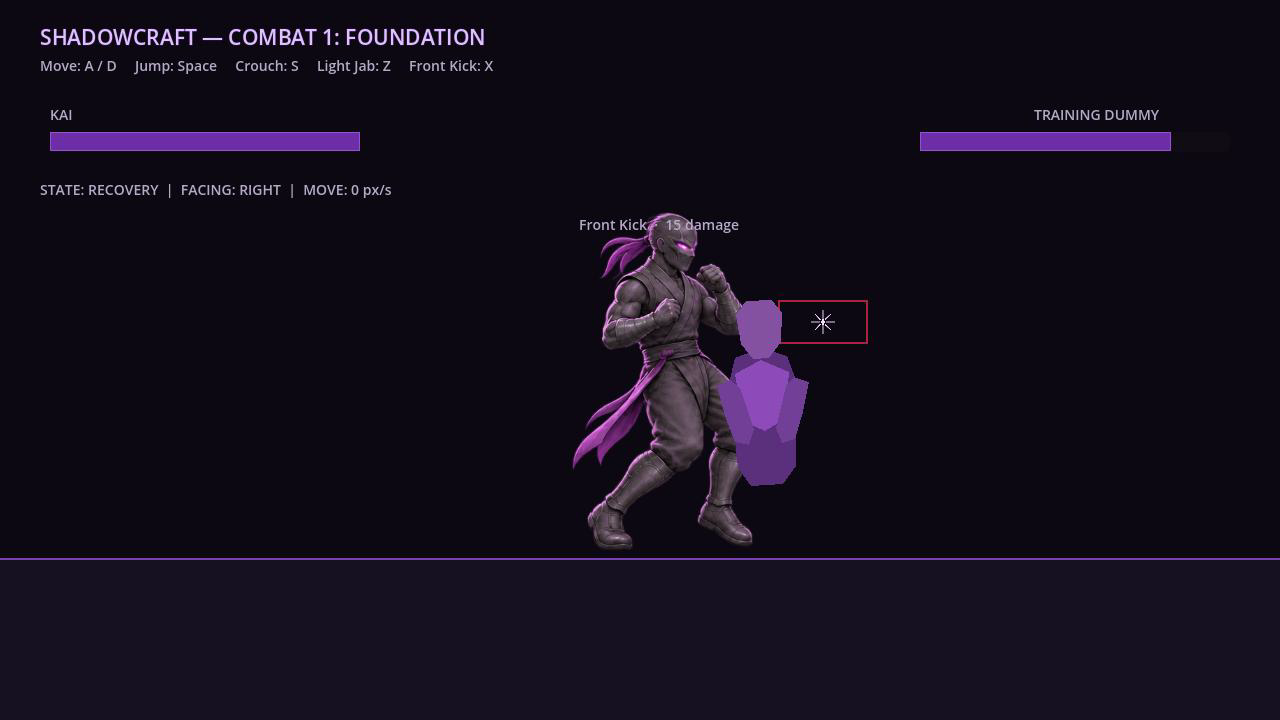 SHADOWCRAFT — COMBAT 1: FOUNDATION
Move: A / D Jump: Space Crouch: S Light Jab: Z Front Kick: X
KAI
TRAINING DUMMY
STATE: RECOVERY | FACING: RIGHT | MOVE: 0 px/s
Front Kick · 15 damage